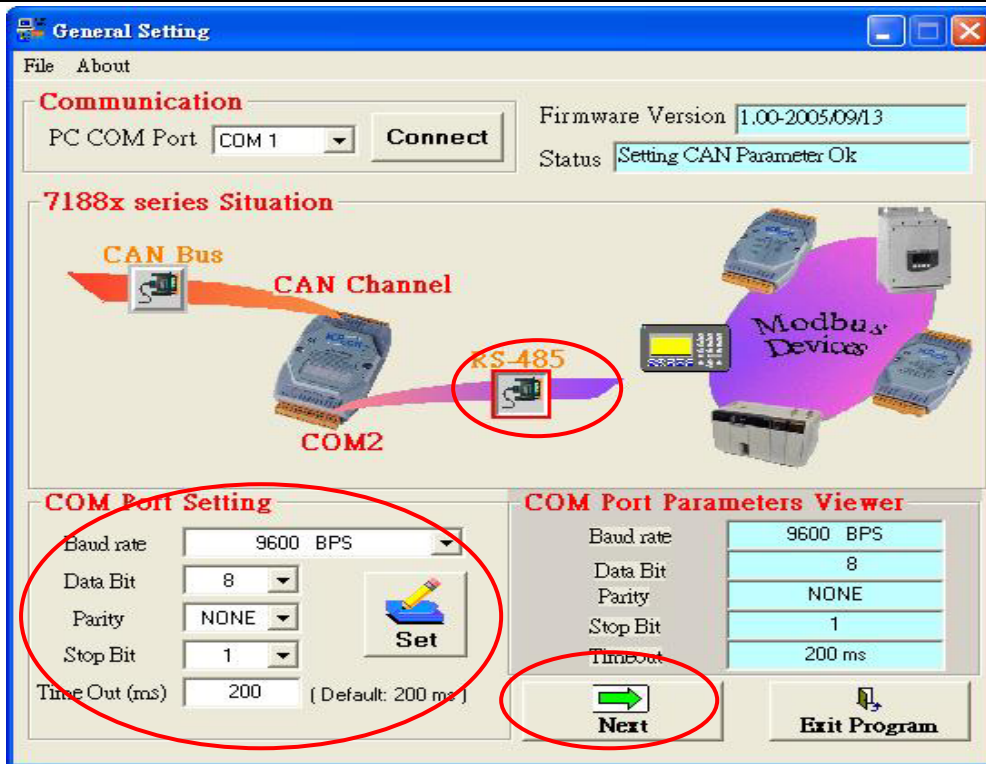 General Setting
File About
Communication
PC COM Port COM 1 Connect
Firmware Version 1.00-2005/09/13
Status Setting CAN Parameter Ok
7188x series Situation
CAN Bus
CAN Channel
RS-485
COM2
Modbus
Devices
COM Port Setting
Baud rate 9600 BPS
Data Bit 8
Parity NONE
Stop Bit 1
Set
Time Out (ms) 200 ( Default: 200 ms )
COM Port Parameters Viewer
Baud rate 9600 BPS
Data Bit 8
Parity NONE
Stop Bit 1
Timeout 200 ms
Next
Exit Program